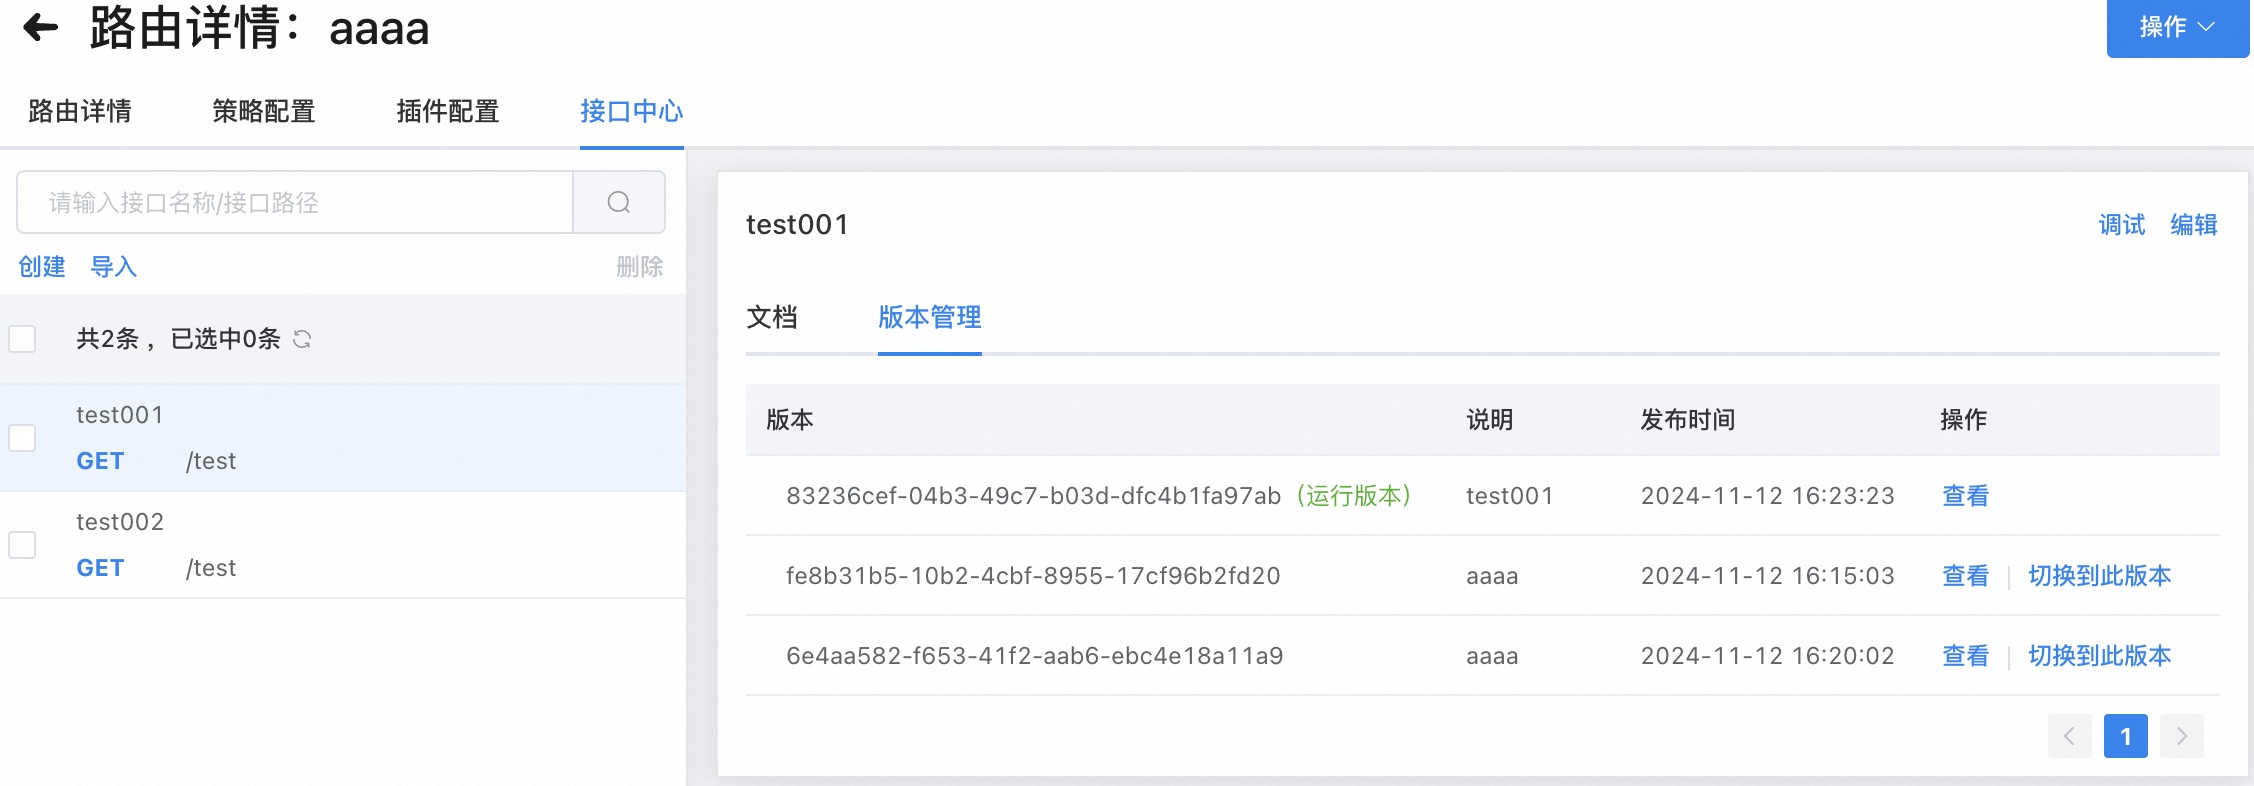 路由详情：aaaa
操作
路由详情 策略配置 插件配置 接口中心
请输入接口名称/接口路径
创建 导入 删除
共2条 ，已选中0条
test001
GET /test
test002
GET /test
test001
调试 编辑
文档 版本管理
版本 说明 发布时间 操作
83236cef-04b3-49c7-b03d-dfc4b1fa97ab（运行版本） test001 2024-11-12 16:23:23 查看
fe8b31b5-10b2-4cbf-8955-17cf96b2fd20 aaaa 2024-11-12 16:15:03 查看 | 切换到此版本
6e4aa582-f653-41f2-aab6-ebc4e18a11a9 aaaa 2024-11-12 16:20:02 查看 | 切换到此版本
1